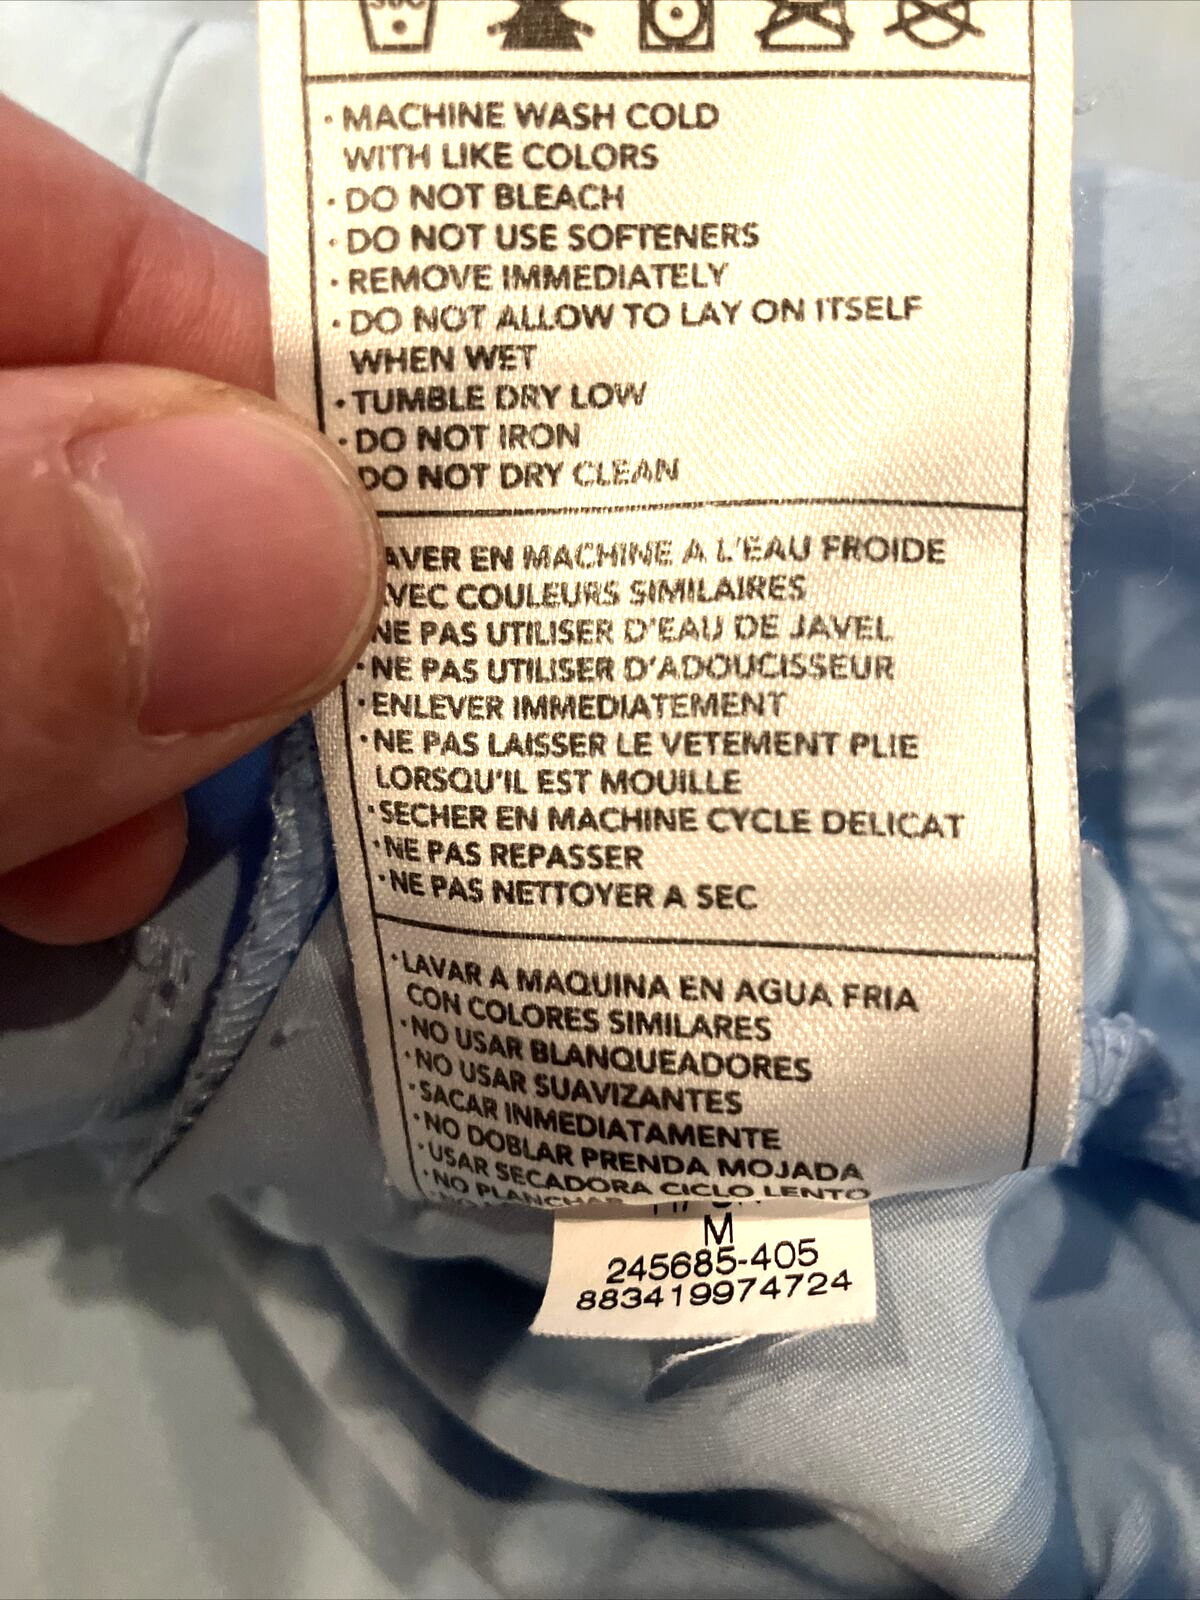 30C
· MACHINE WASH COLD
WITH LIKE COLORS
· DO NOT BLEACH
· DO NOT USE SOFTENERS
· REMOVE IMMEDIATELY
· DO NOT ALLOW TO LAY ON ITSELF
WHEN WET
· TUMBLE DRY LOW
· DO NOT IRON
DO NOT DRY CLEAN
AVER EN MACHINE A L'EAU FROIDE
VEC COULEURS SIMILAIRES
NE PAS UTILISER D'EAU DE JAVEL
· NE PAS UTILISER D'ADOUCISSEUR
· ENLEVER IMMEDIATEMENT
· NE PAS LAISSER LE VETEMENT PLIE
LORSQU'IL EST MOUILLE
· SECHER EN MACHINE CYCLE DELICAT
· NE PAS REPASSER
· NE PAS NETTOYER A SEC
· LAVAR A MAQUINA EN AGUA FRIA
CON COLORES SIMILARES
· NO USAR BLANQUEADORES
· NO USAR SUAVIZANTES
· SACAR INMEDIATAMENTE
· NO DOBLAR PRENDA MOJADA
· USAR SECADORA CICLO LENTO
· NO PLANCHAR
M
245685-405
883419974724